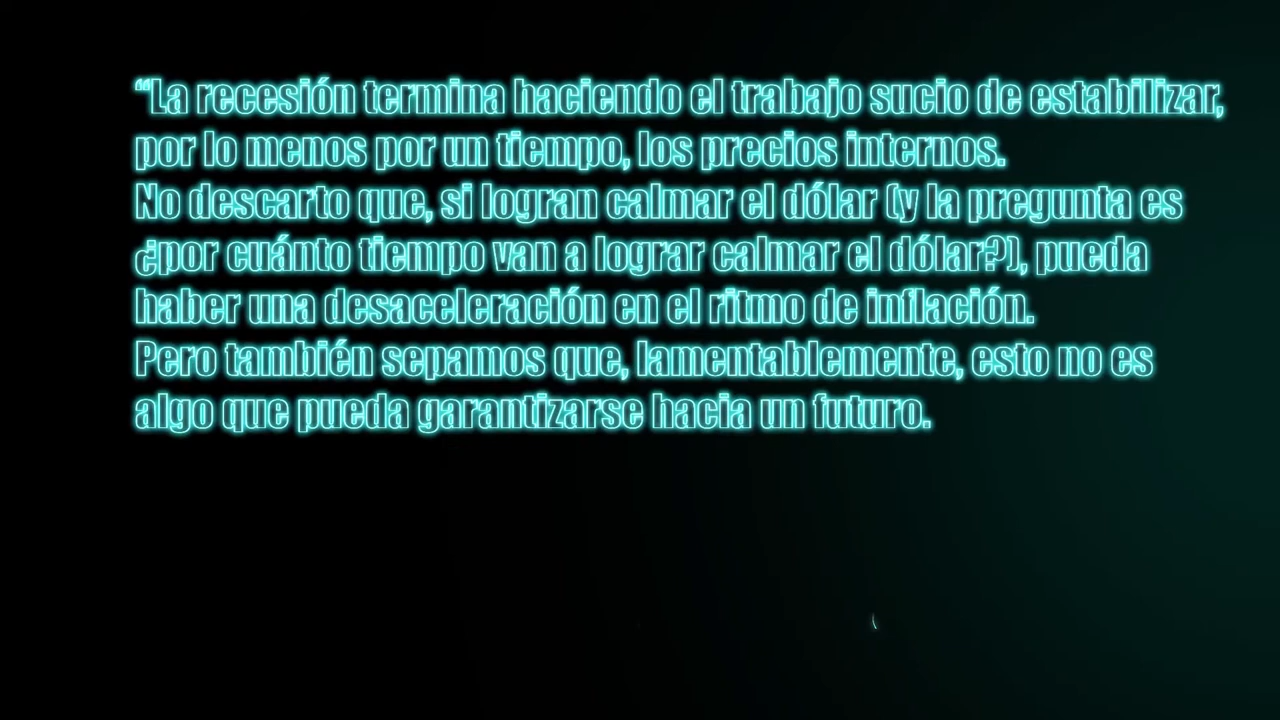 “La recesión termina haciendo el trabajo sucio de estabilizar,
por lo menos por un tiempo, los precios internos.
No descarto que, si logran calmar el dólar (y la pregunta es
¿por cuánto tiempo van a lograr calmar el dólar?), pueda
haber una desaceleración en el ritmo de inflación.
Pero también sepamos que, lamentablemente, esto no es
algo que pueda garantizarse hacia un futuro.